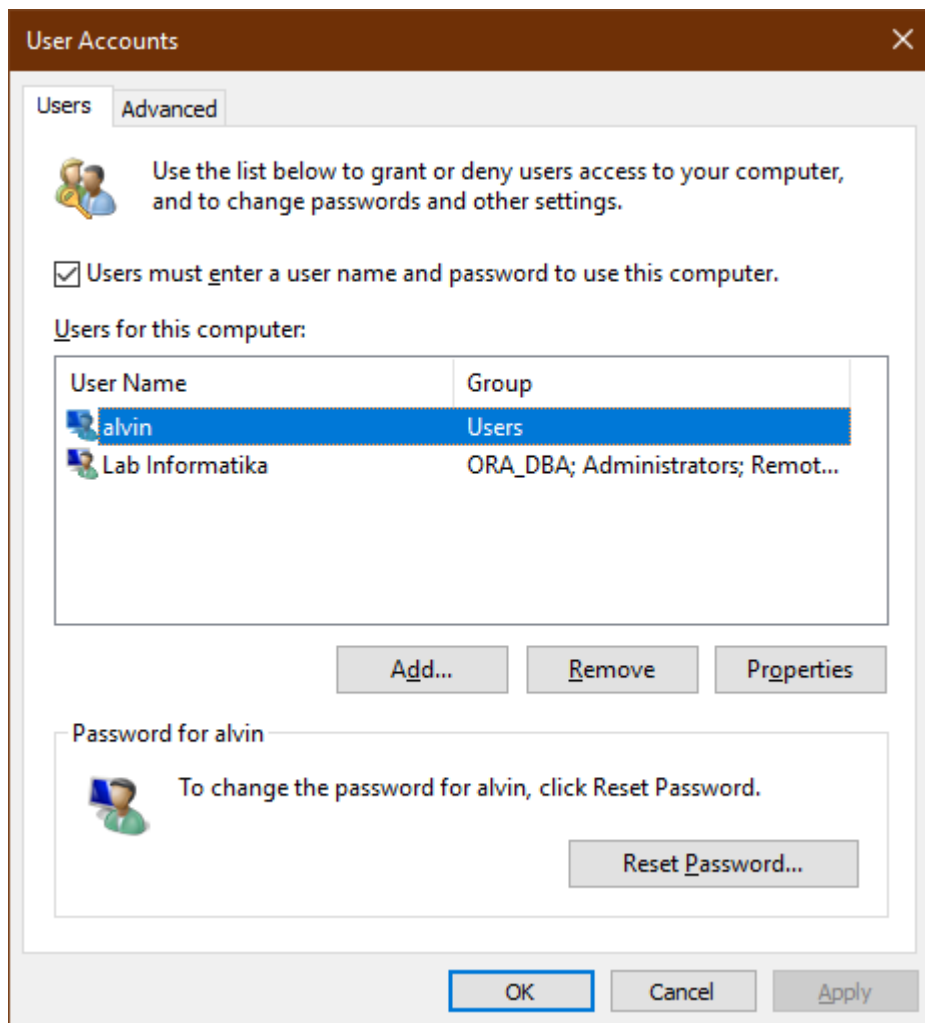 User Accounts
Users Advanced
Use the list below to grant or deny users access to your computer,
and to change passwords and other settings.
Users must enter a user name and password to use this computer.
Users for this computer:
User Name Group
alvin Users
Lab Informatika ORA_DBA; Administrators; Remot...
Add... Remove Properties
Password for alvin
To change the password for alvin, click Reset Password.
Reset Password...
OK Cancel Apply